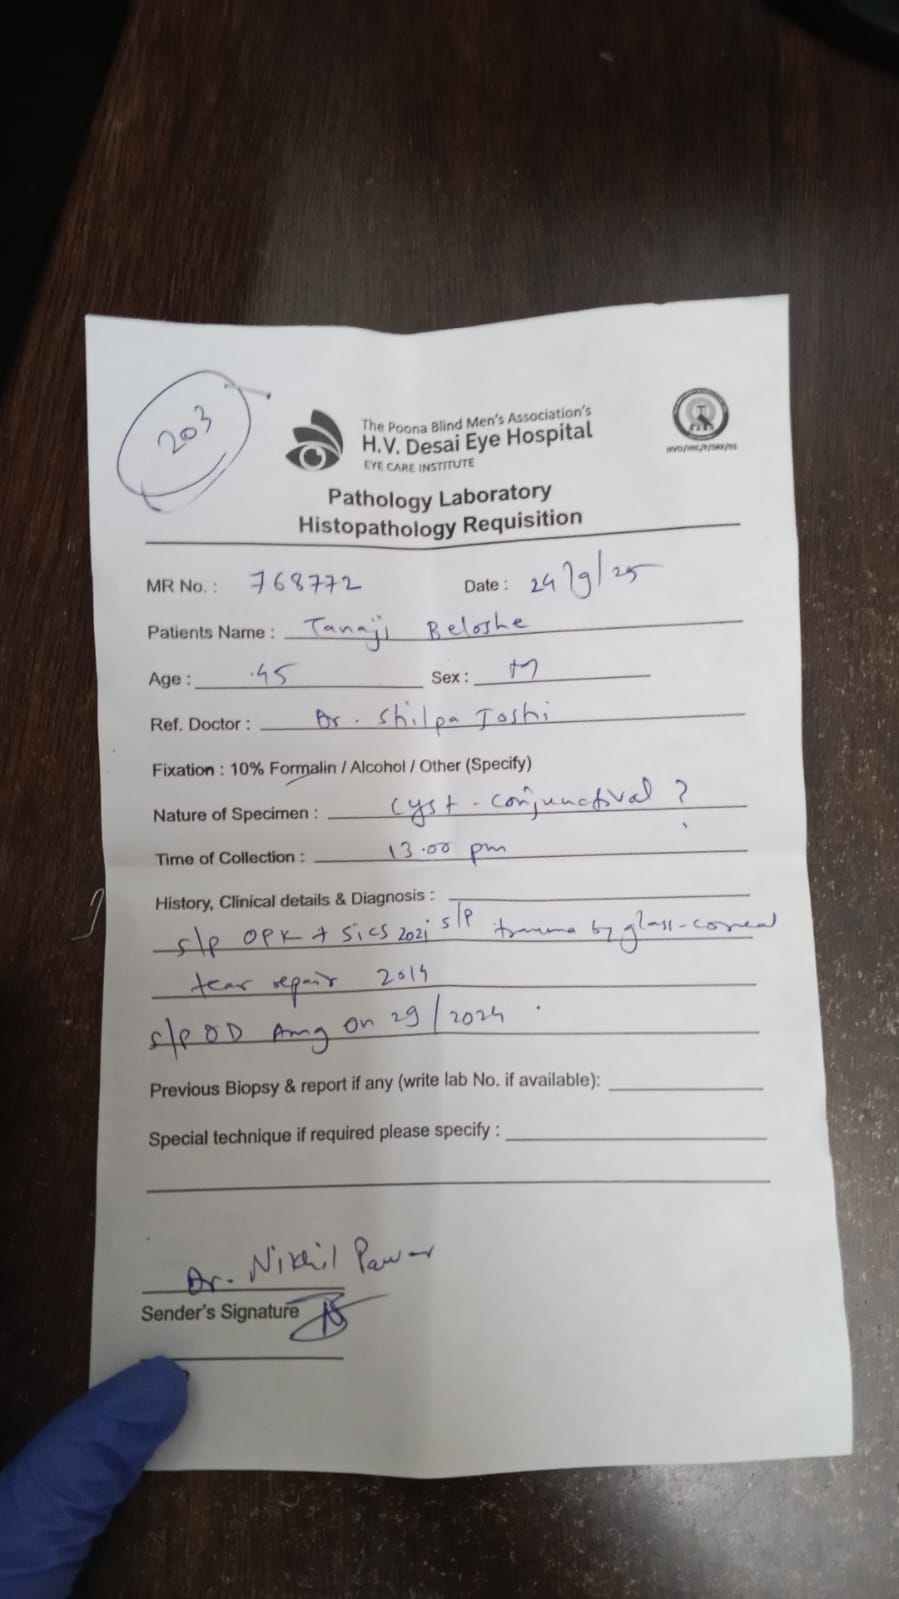 203
The Poona Blind Men's Association's
H.V. Desai Eye Hospital
EYE CARE INSTITUTE
Pathology Laboratory
Histopathology Requisition
MR No. : 768772 Date : 24/9/25
Patients Name : Tanaji Beloshe
Age : 45 Sex : M
Ref. Doctor : Dr. Shilpa Joshi
Fixation : 10% Formalin / Alcohol / Other (Specify)
Nature of Specimen : Cyst - conjunctival ?
Time of Collection : 13.00 pm
History, Clinical details & Diagnosis :
s/p OPK + SICS 2021 s/p trauma by glass-corneal
tear repair 2014
s/p OD Amg on 29/2024
Previous Biopsy & report if any (write lab No. if available):
Special technique if required please specify :
Dr. Nikhil Pawar
Sender's Signature